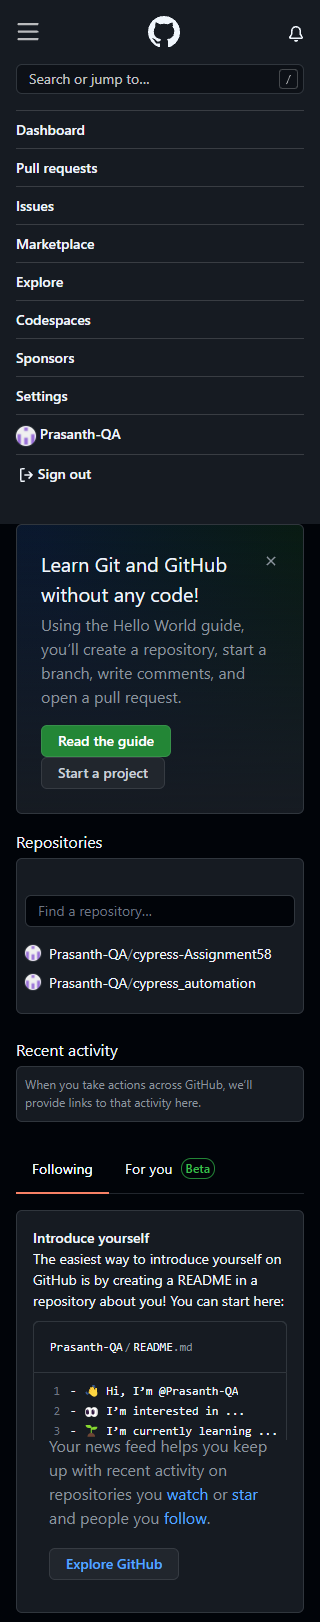 Search or jump to...
/
Dashboard
Pull requests
Issues
Marketplace
Explore
Codespaces
Sponsors
Settings
Prasanth-QA
Sign out
Learn Git and GitHub
without any code!
Using the Hello World guide,
you'll create a repository, start a
branch, write comments, and
open a pull request.
Read the guide
Start a project
Repositories
Find a repository...
Prasanth-QA/cypress-Assignment58
Prasanth-QA/cypress_automation
Recent activity
When you take actions across GitHub, we'll
provide links to that activity here.
Following For you Beta
Introduce yourself
The easiest way to introduce yourself on
GitHub is by creating a README in a
repository about you! You can start here:
Prasanth-QA/README.md
1 - 👋 Hi, I'm @Prasanth-QA
2 - 👀 I'm interested in ...
3 - 🌱 I'm currently learning ...
Your news feed helps you keep
up with recent activity on
repositories you watch or star
and people you follow.
Explore GitHub